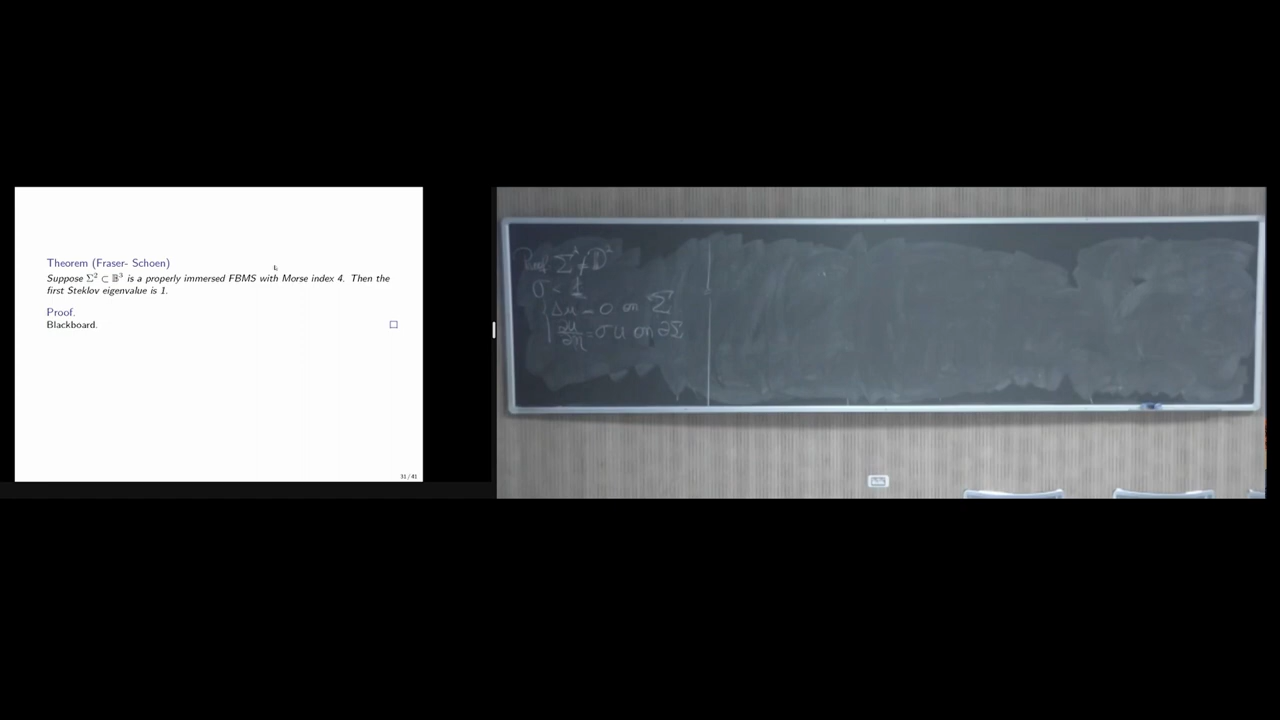 Theorem (Fraser- Schoen)
Suppose Σ² ⊂ 𝔹³ is a properly immersed FBMS with Morse index 4. Then the
first Steklov eigenvalue is 1.
Proof.
Blackboard. □
31 / 41
Proof Σ² ≠ 𝔻²
σ < 1
Δu = 0 on Σ
∂u/∂η = σu on ∂Σ